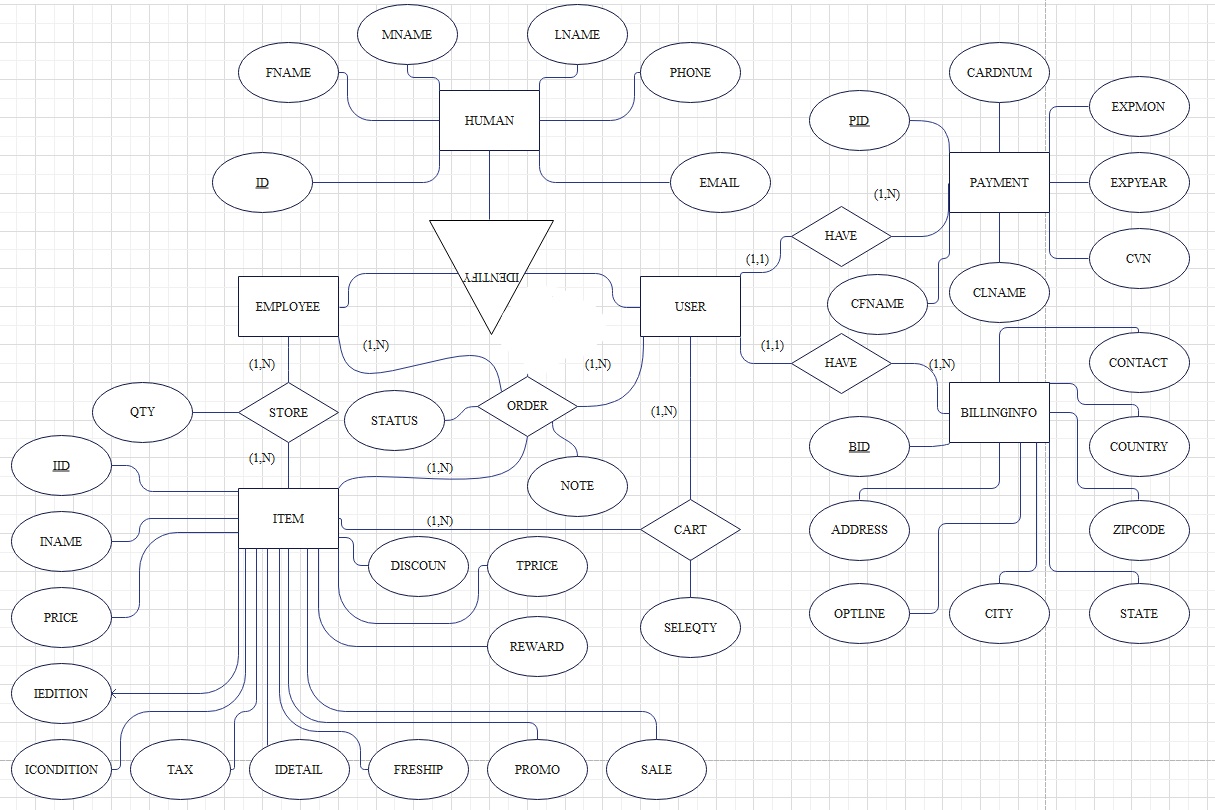 MNAME
LNAME
FNAME
PHONE
CARDNUM
EXPMON
HUMAN
PID
ID
EMAIL
PAYMENT
EXPYEAR
(1,N)
HAVE
(1,1)
CVN
IDENTIFY
EMPLOYEE
USER
CFNAME
CLNAME
(1,N)
(1,1)
(1,N)
(1,N)
HAVE
(1,N)
CONTACT
QTY
STORE
STATUS
ORDER
(1,N)
BILLINGINFO
(1,N)
IID
(1,N)
NOTE
BID
COUNTRY
ITEM
(1,N)
CART
ADDRESS
ZIPCODE
INAME
DISCOUN
TPRICE
PRICE
REWARD
SELEQTY
OPTLINE
CITY
STATE
IEDITION
ICONDITION
TAX
IDETAIL
FRESHIP
PROMO
SALE